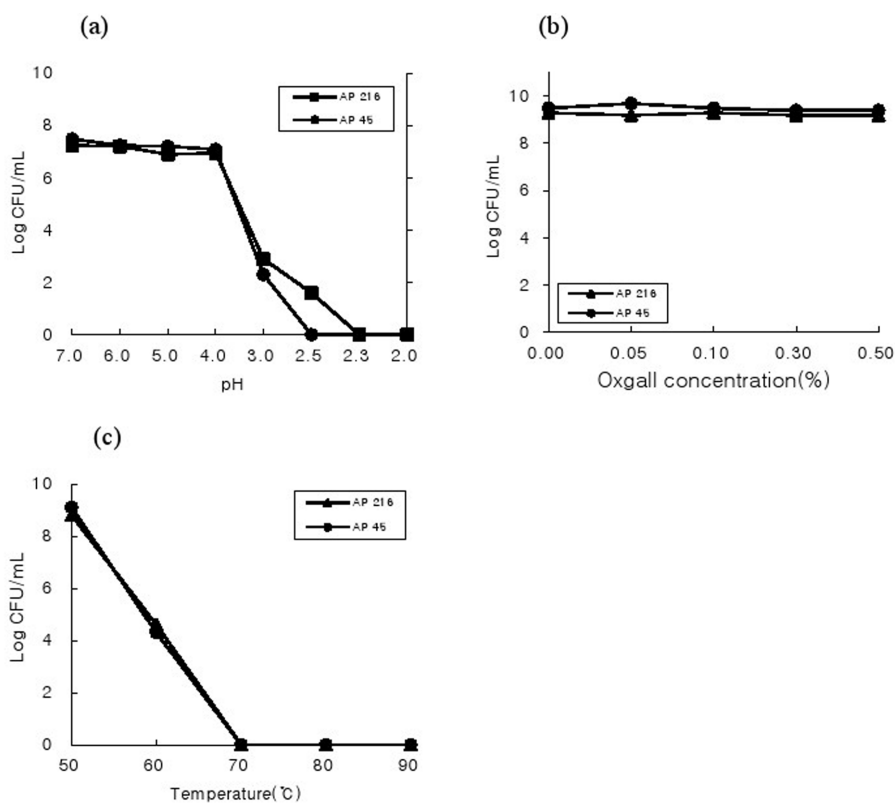 (a)
10
8
6
4
2
0
Log CFU/mL
AP 216
AP 45
7.0 6.0 5.0 4.0 3.0 2.5 2.3 2.0
pH
(b)
10
8
6
4
2
0
Log CFU/mL
AP 216
AP 45
0.00 0.05 0.10 0.30 0.50
Oxgall concentration(%)
(c)
10
8
6
4
2
0
Log CFU/mL
AP 216
AP 45
50 60 70 80 90
Temperature(℃)